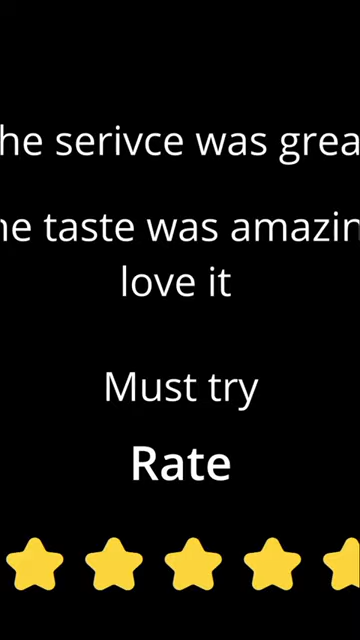 he serivce was grea
he taste was amazin
love it
Must try
Rate